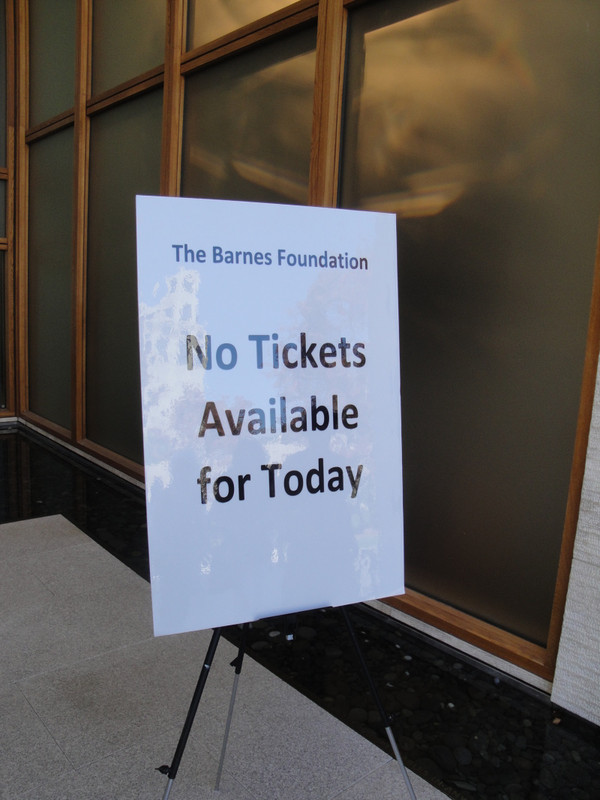 The Barnes Foundation
No Tickets
Available
for Today